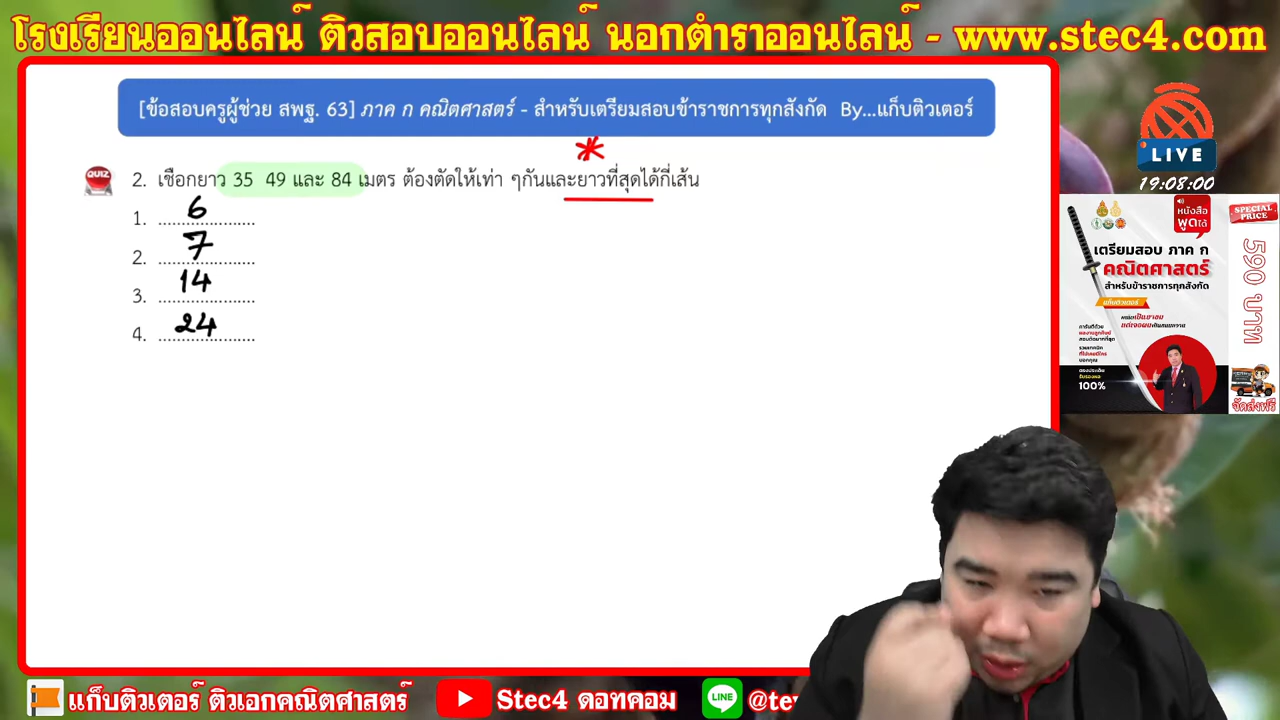 โรงเรียนออนไลน์ ติวสอบออนไลน์ นอกตำราออนไลน์ - www.stec4.com
[ข้อสอบครูผู้ช่วย สพฐ. 63] ภาค ก คณิตศาสตร์ - สำหรับเตรียมสอบข้าราชการทุกสังกัด By...แก็บติวเตอร์
QUIZ 2. เชือกยาว 35 49 และ 84 เมตร ต้องตัดให้เท่า ๆกันและยาวที่สุดได้กี่เส้น
1. 6
2. 7
3. 14
4. 24
LIVE
19:08:00
หนังสือ
พูดได้
SPECIAL
PRICE
เตรียมสอบ ภาค ก
คณิตศาสตร์
สำหรับข้าราชการทุกสังกัด
แก็บติวเตอร์
100%
590 บาท
จัดส่งฟรี
แก็บติวเตอร์ ติวเอกคณิตศาสตร์
Stec4 ดอทคอม
LINE